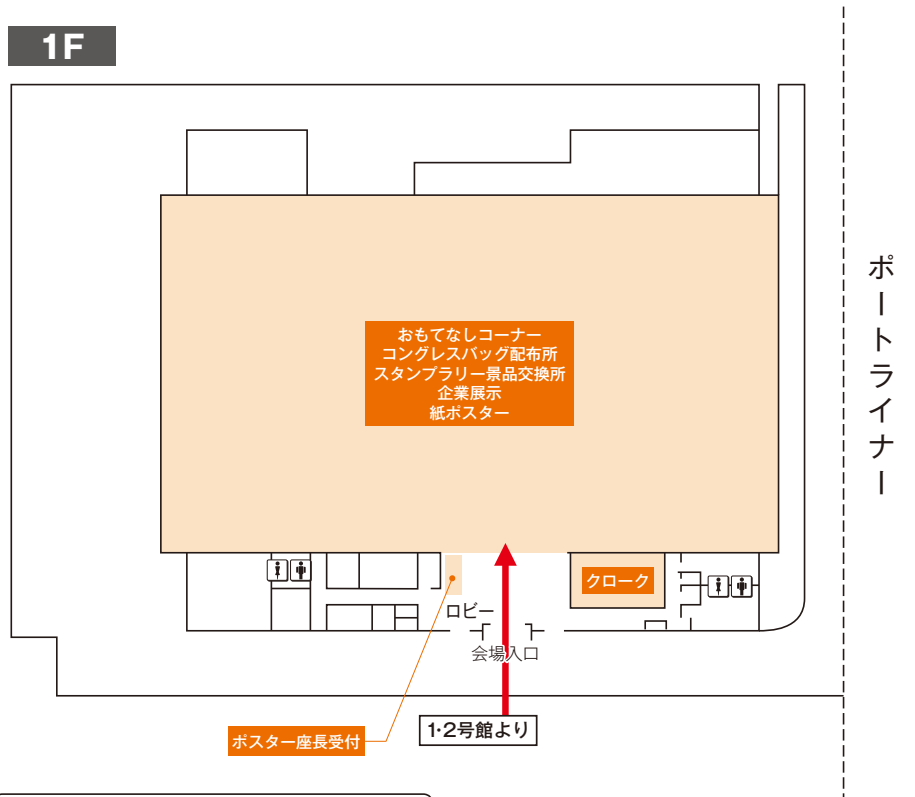 1F
ポートライナー
おもてなしコーナー
コングレスバッグ配布所
スタンプラリー景品交換所
企業展示
紙ポスター
クローク
ロビー
会場入口
ポスター座長受付
1・2号館より